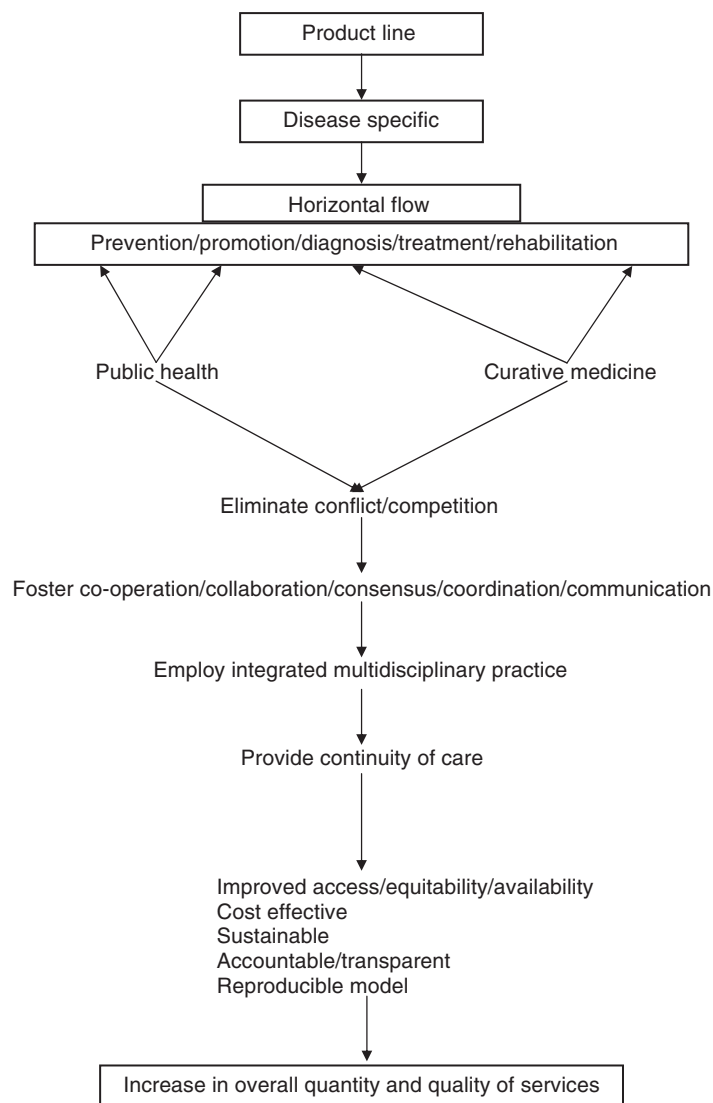 Product line
Disease specific
Horizontal flow
Prevention/promotion/diagnosis/treatment/rehabilitation
Public health
Curative medicine
Eliminate conflict/competition
Foster co-operation/collaboration/consensus/coordination/communication
Employ integrated multidisciplinary practice
Provide continuity of care
Improved access/equitability/availability
Cost effective
Sustainable
Accountable/transparent
Reproducible model
Increase in overall quantity and quality of services